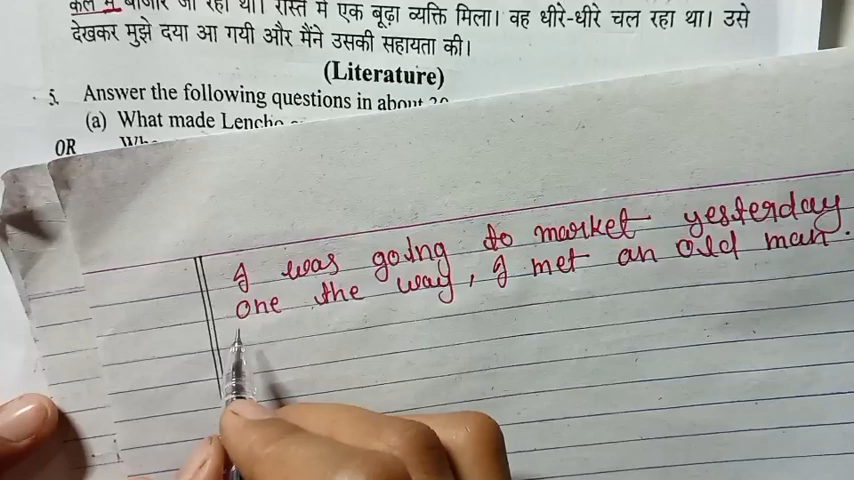 कल मैं बाजार जा रहा था। रास्ते में एक बूढ़ा व्यक्ति मिला। वह धीरे-धीरे चल रहा था। उसे
देखकर मुझे दया आ गयी और मैंने उसकी सहायता की।
(Literature)
5. Answer the following questions in about
(a) What made Lencho
OR
I was going to market yesterday
one the way, I met an old man.